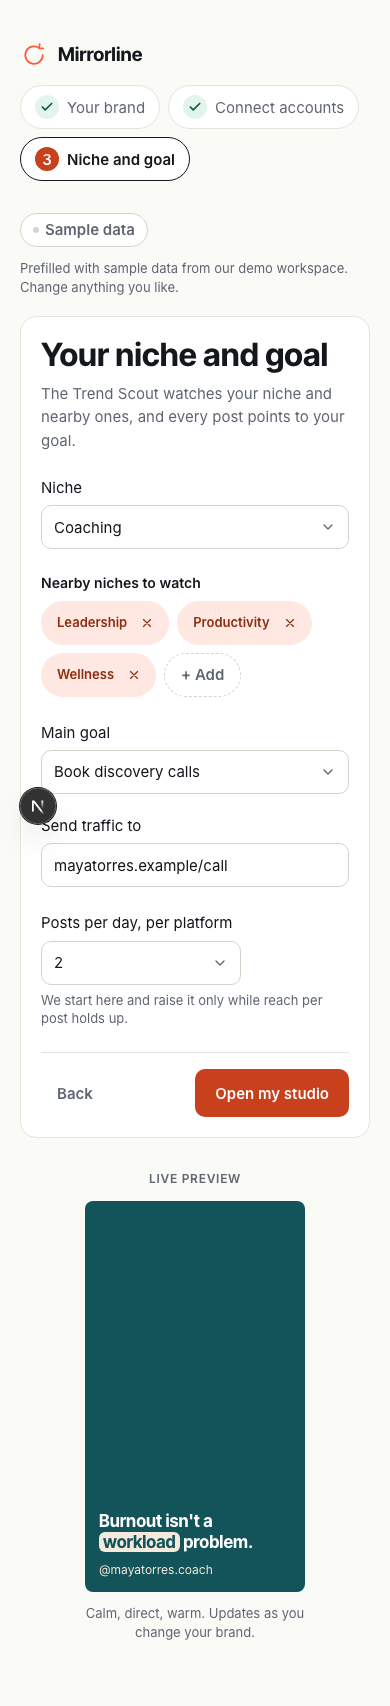 Mirrorline
Your brand
Connect accounts
3 Niche and goal
Sample data
Prefilled with sample data from our demo workspace.
Change anything you like.
Your niche and goal
The Trend Scout watches your niche and
nearby ones, and every post points to your
goal.
Niche
Coaching
Nearby niches to watch
Leadership
Productivity
Wellness
+ Add
Main goal
Book discovery calls
N
Send traffic to
mayatorres.example/call
Posts per day, per platform
2
We start here and raise it only while reach per
post holds up.
Back
Open my studio
LIVE PREVIEW
Burnout isn't a
workload problem.
@mayatorres.coach
Calm, direct, warm. Updates as you
change your brand.